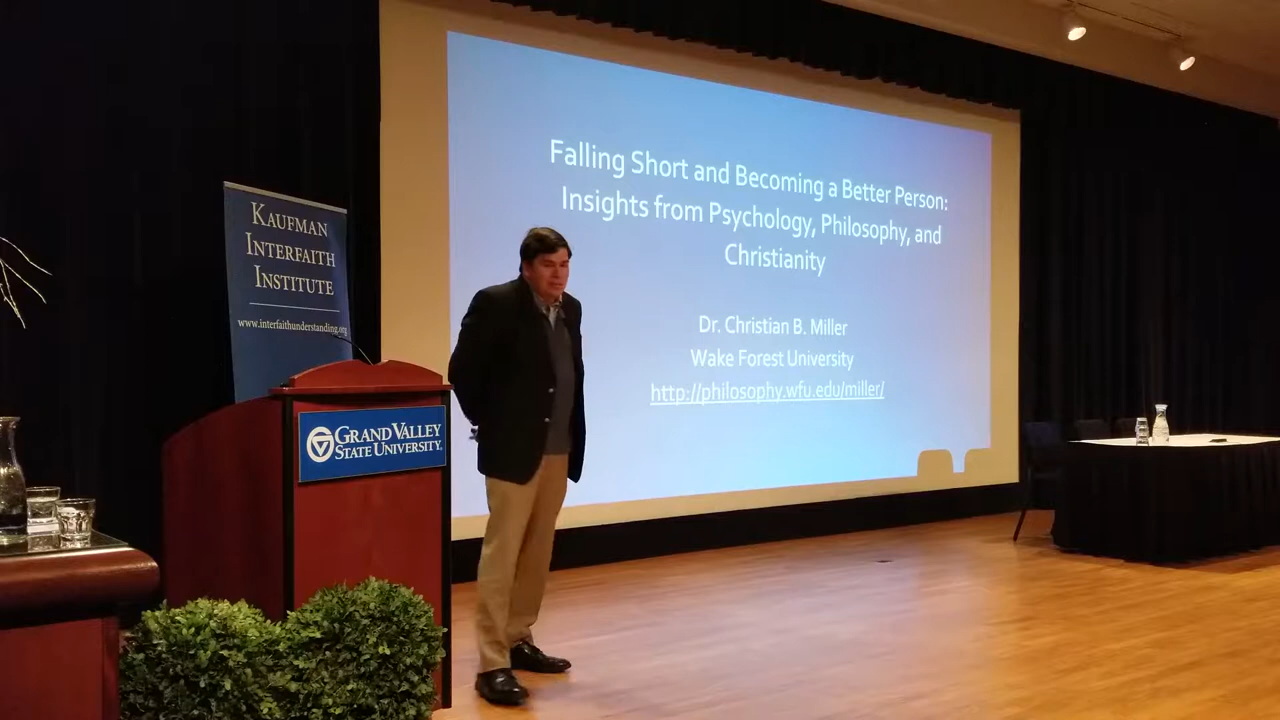 KAUFMAN
INTERFAITH
INSTITUTE
www.interfaithunderstanding.org
GRAND VALLEY
STATE UNIVERSITY®
Falling Short and Becoming a Better Person:
Insights from Psychology, Philosophy, and
Christianity
Dr. Christian B. Miller
Wake Forest University
http://philosophy.wfu.edu/miller/